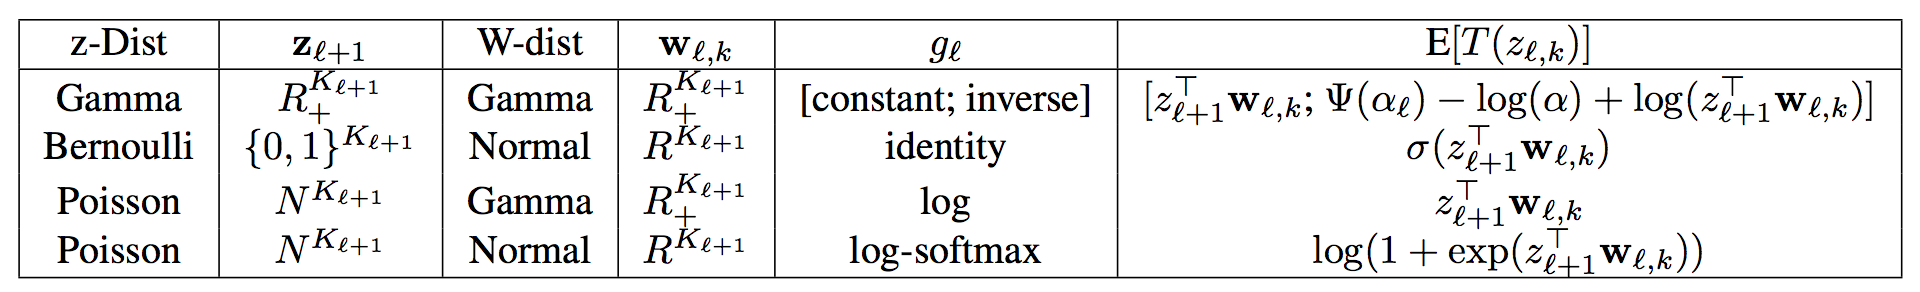 z-Dist $\mathbf{z}_{\ell+1}$ W-dist $\mathbf{w}_{\ell,k}$ $g_\ell$ $\mathrm{E}[T(z_{\ell,k})]$
Gamma $R_+^{K_{\ell+1}}$ Gamma $R_+^{K_{\ell+1}}$ [constant; inverse] $[z_{\ell+1}^\top \mathbf{w}_{\ell,k}; \Psi(\alpha_\ell) - \log(\alpha) + \log(z_{\ell+1}^\top \mathbf{w}_{\ell,k})]$
Bernoulli $\{0,1\}^{K_{\ell+1}}$ Normal $R^{K_{\ell+1}}$ identity $\sigma(z_{\ell+1}^\top \mathbf{w}_{\ell,k})$
Poisson $N^{K_{\ell+1}}$ Gamma $R_+^{K_{\ell+1}}$ log $z_{\ell+1}^\top \mathbf{w}_{\ell,k}$
Poisson $N^{K_{\ell+1}}$ Normal $R^{K_{\ell+1}}$ log-softmax $\log(1 + \exp(z_{\ell+1}^\top \mathbf{w}_{\ell,k}))$